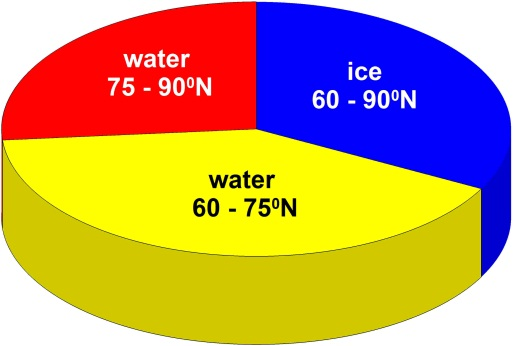 water
75 - 90⁰N
ice
60 - 90⁰N
water
60 - 75⁰N